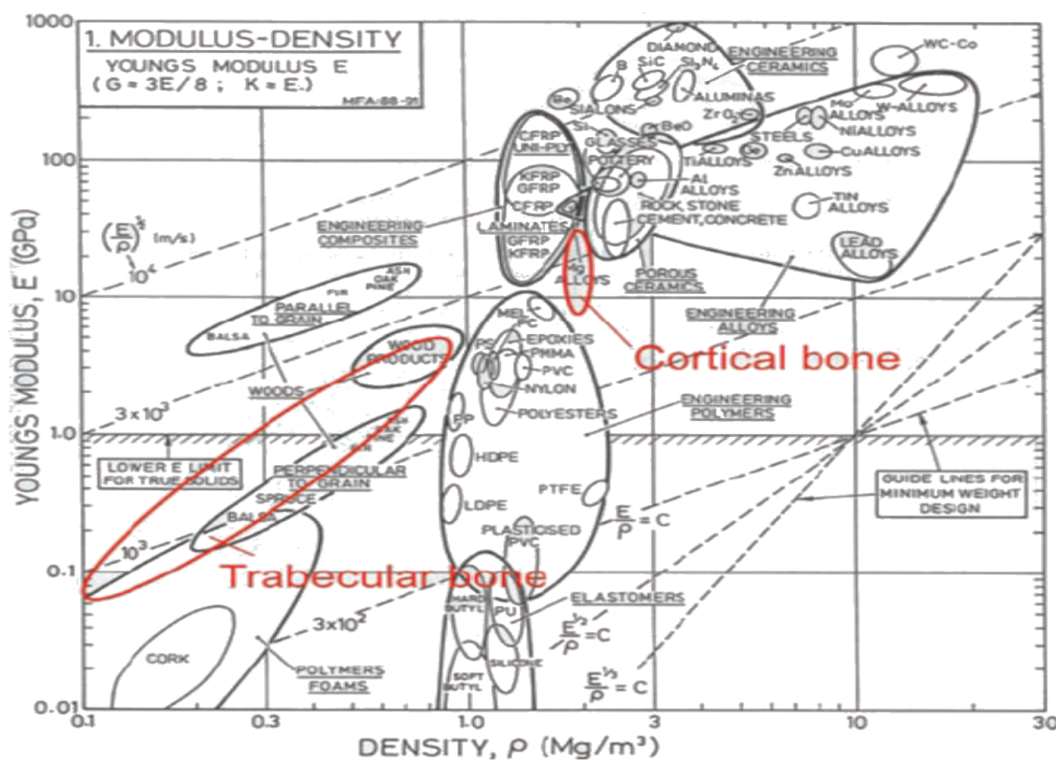 1000
1. MODULUS-DENSITY
YOUNGS MODULUS E
(G ≈ 3E/8 ; K ≈ E.)
MFA:88-91
DIAMOND
ENGINEERING
CERAMICS
B
SiC
Si₃N₄
WC-Co
Be
SIALONS
ALUMINAS
ZrO₂
BeO
Si
GLASSES
POTTERY
Mo
ALLOYS
W-ALLOYS
STEELS
NiALLOYS
CuALLOYS
TiALLOYS
ZnALLOYS
Al
ALLOYS
ROCK, STONE
CEMENT, CONCRETE
TIN
ALLOYS
LEAD
ALLOYS
POROUS
CERAMICS
ENGINEERING
ALLOYS
100
CFRP
UNI-PLY
KFRP
GFRP
CFRP
LAMINATES
GFRP
KFRP
ENGINEERING
COMPOSITES
Mg
ALLOYS
Cortical bone
(E/ρ)^½ (m/s)
10⁴
ASH
OAK
PINE
FIR
PARALLEL
TO GRAIN
BALSA
10
WOOD
PRODUCTS
WOODS
MEL
PC
PS
EPOXIES
PMMA
PVC
NYLON
POLYESTERS
ENGINEERING
POLYMERS
PP
HDPE
LDPE
PTFE
PLASTICISED
PVC
3x10³
1.0
LOWER E LIMIT
FOR TRUE SOLIDS
ASH
OAK
PINE
FIR
PERPENDICULAR
TO GRAIN
SPRUCE
BALSA
GUIDE LINES FOR
MINIMUM WEIGHT
DESIGN
E/ρ = C
10³
0.1
Trabecular bone
HARD
BUTYL
PU
ELASTOMERS
E^½/ρ = C
3x10²
SILICONE
SOFT
BUTYL
E^⅓/ρ = C
CORK
POLYMERS
FOAMS
0.01
0.1
0.3
1.0
3
10
30
DENSITY, ρ (Mg/m³)
YOUNGS MODULUS, E (GPa)